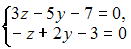 3z - 5y - 7 = 0,
- z + 2y - 3 = 0